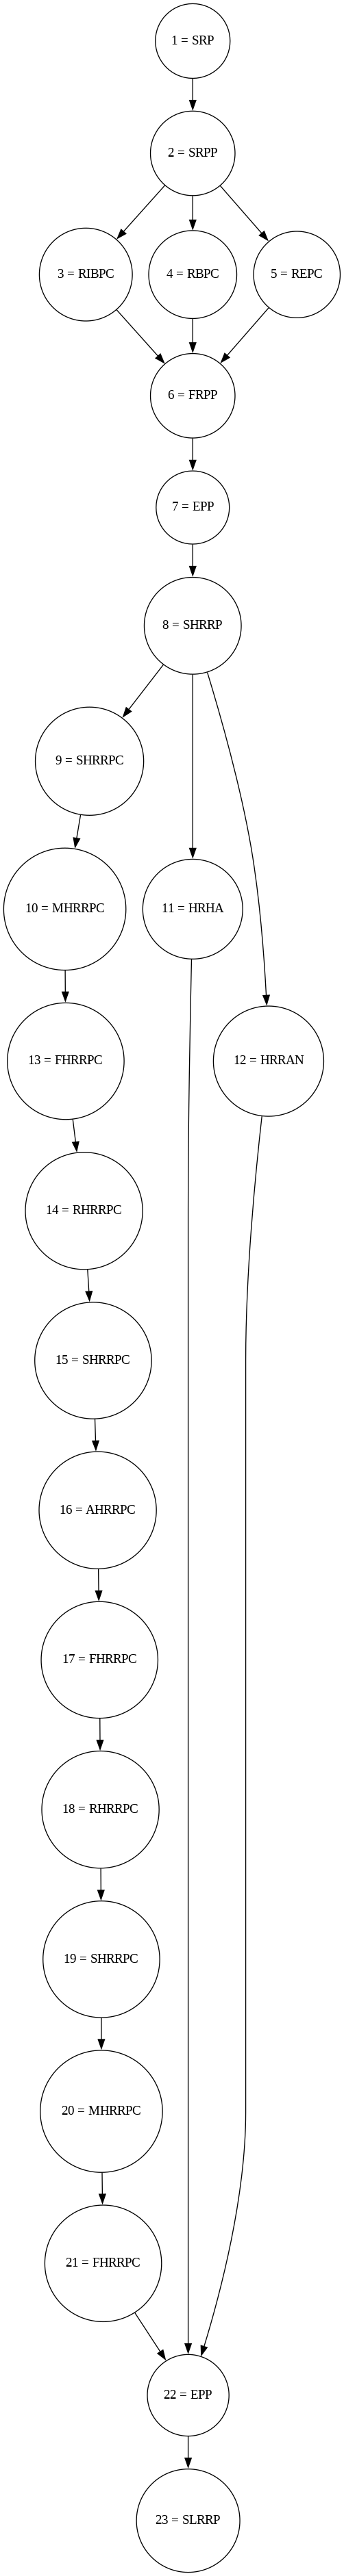 1 = SRP
2 = SRPP
3 = RIBPC
4 = RBPC
5 = REPC
6 = FRPP
7 = EPP
8 = SHRRP
9 = SHRRPC
10 = MHRRPC
11 = HRHA
12 = HRRAN
13 = FHRRPC
14 = RHRRPC
15 = SHRRPC
16 = AHRRPC
17 = FHRRPC
18 = RHRRPC
19 = SHRRPC
20 = MHRRPC
21 = FHRRPC
22 = EPP
23 = SLRRP